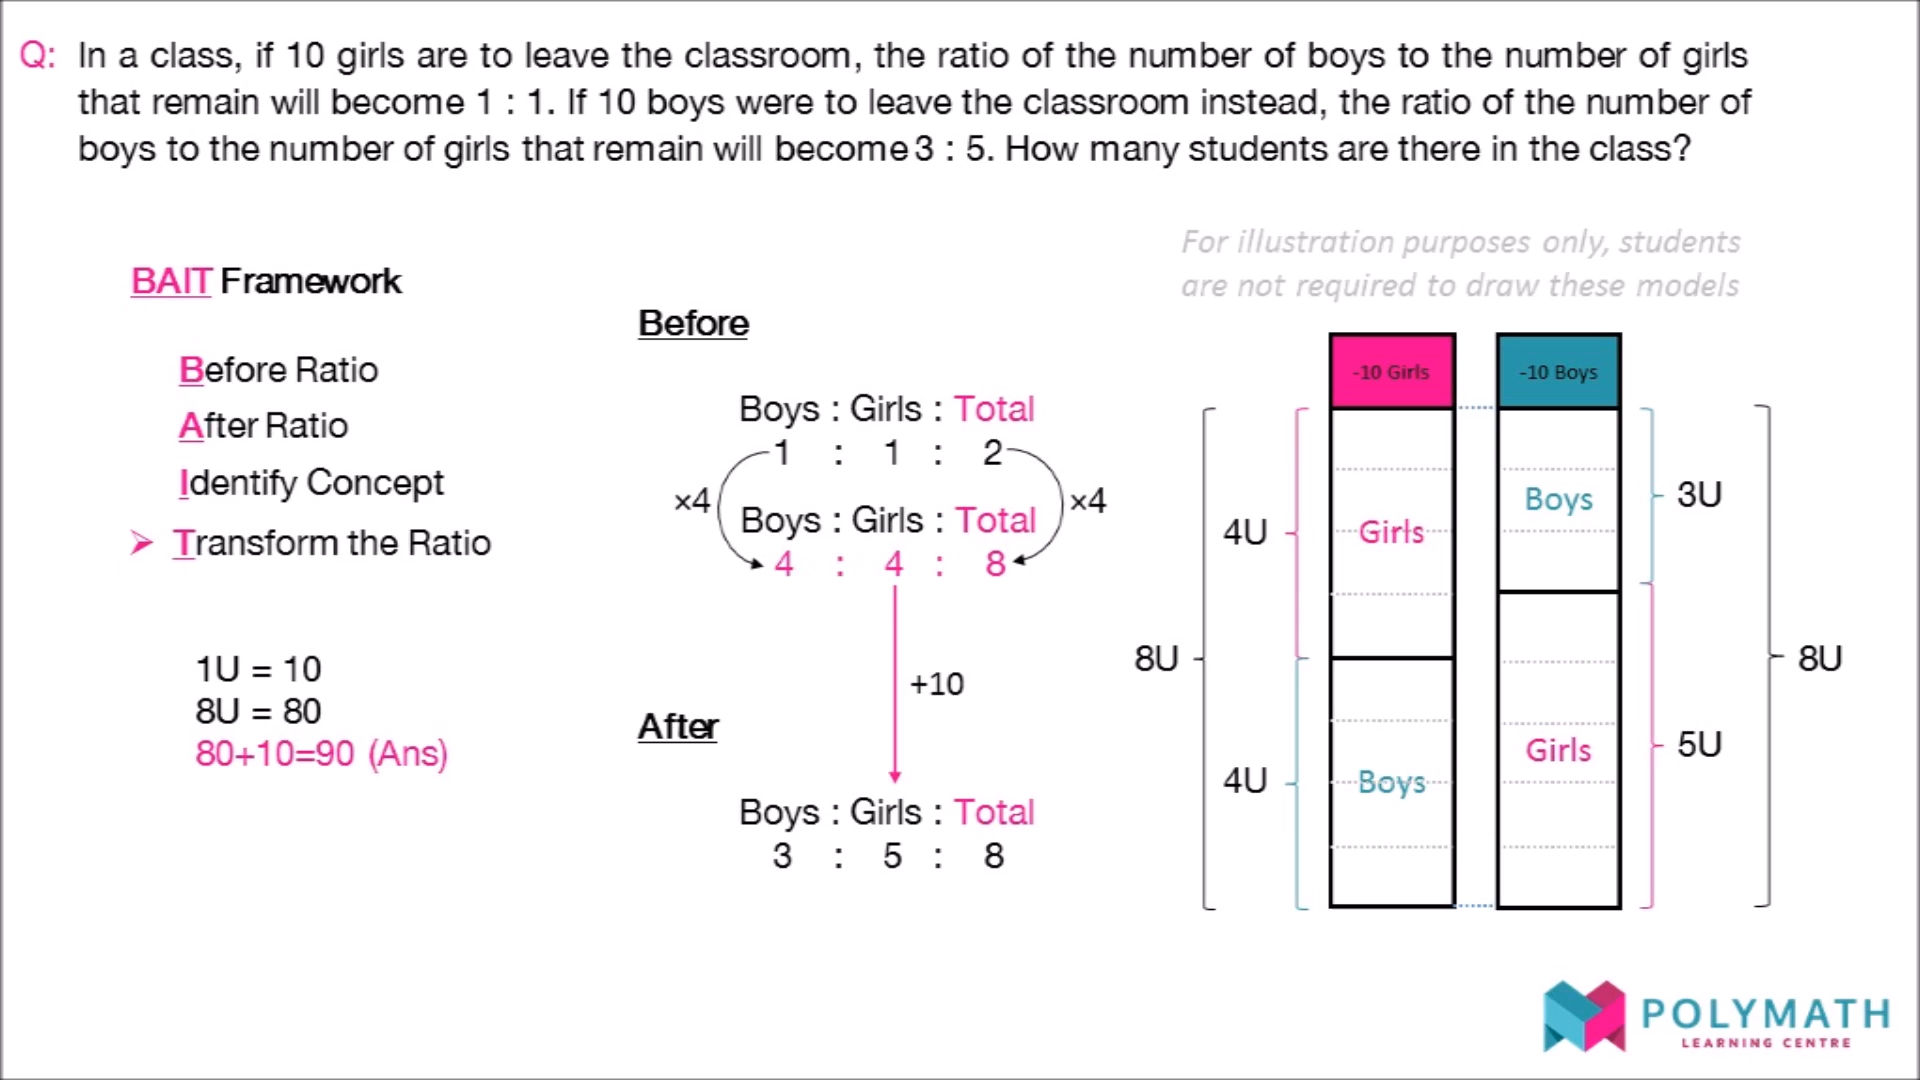 Q: In a class, if 10 girls are to leave the classroom, the ratio of the number of boys to the number of girls
that remain will become 1 : 1. If 10 boys were to leave the classroom instead, the ratio of the number of
boys to the number of girls that remain will become 3 : 5. How many students are there in the class?
For illustration purposes only, students
are not required to draw these models
BAIT Framework
Before Ratio
After Ratio
Identify Concept
➤ Transform the Ratio
1U = 10
8U = 80
80+10=90 (Ans)
Before
Boys : Girls : Total
1 : 1 : 2
×4 ×4
Boys : Girls : Total
4 : 4 : 8
+10
After
Boys : Girls : Total
3 : 5 : 8
-10 Girls
-10 Boys
8U
4U
Girls
4U
Boys
Boys
3U
Girls
5U
8U
POLYMATH
LEARNING CENTRE